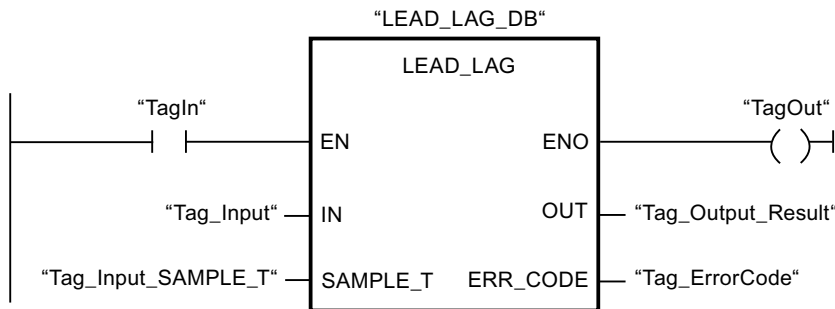 "LEAD_LAG_DB“
LEAD_LAG
“TagIn“
“TagOut“
EN
ENO
“Tag_Input“
IN
OUT
“Tag_Output_Result“
“Tag_Input_SAMPLE_T“
SAMPLE_T
ERR_CODE
“Tag_ErrorCode“